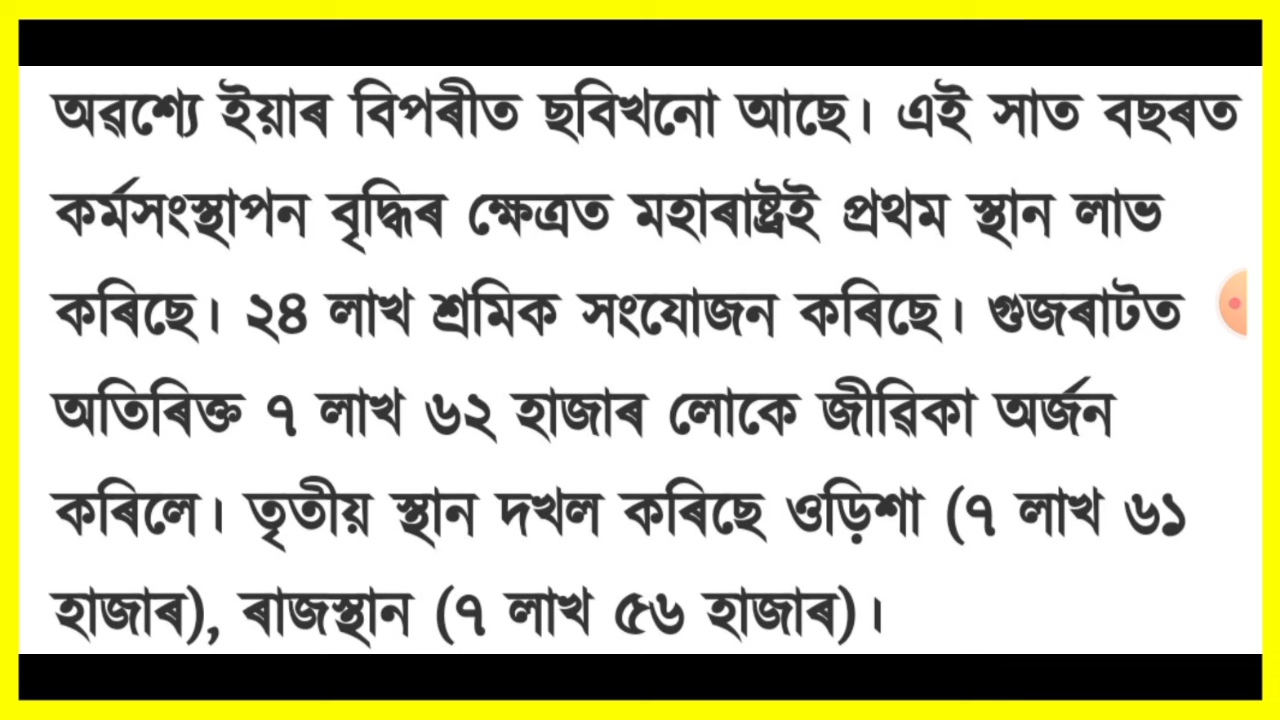 অৱশ্যে ইয়াৰ বিপৰীত ছবিখনো আছে। এই সাত বছৰত
কৰ্মসংস্থাপন বৃদ্ধিৰ ক্ষেত্ৰত মহাৰাষ্ট্ৰই প্ৰথম স্থান লাভ
কৰিছে। ২৪ লাখ শ্ৰমিক সংযোজন কৰিছে। গুজৰাটত
অতিৰিক্ত ৭ লাখ ৬২ হাজাৰ লোকে জীৱিকা অৰ্জন
কৰিলে। তৃতীয় স্থান দখল কৰিছে ওড়িশা (৭ লাখ ৬১
হাজাৰ), ৰাজস্থান (৭ লাখ ৫৬ হাজাৰ)।